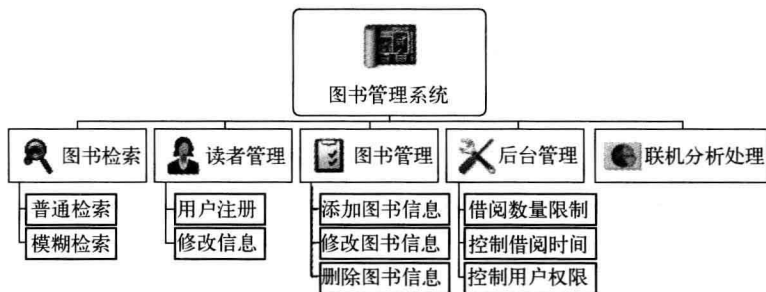 图书管理系统
图书检索
读者管理
图书管理
后台管理
联机分析处理
普通检索
用户注册
添加图书信息
借阅数量限制
模糊检索
修改信息
修改图书信息
控制借阅时间
删除图书信息
控制用户权限